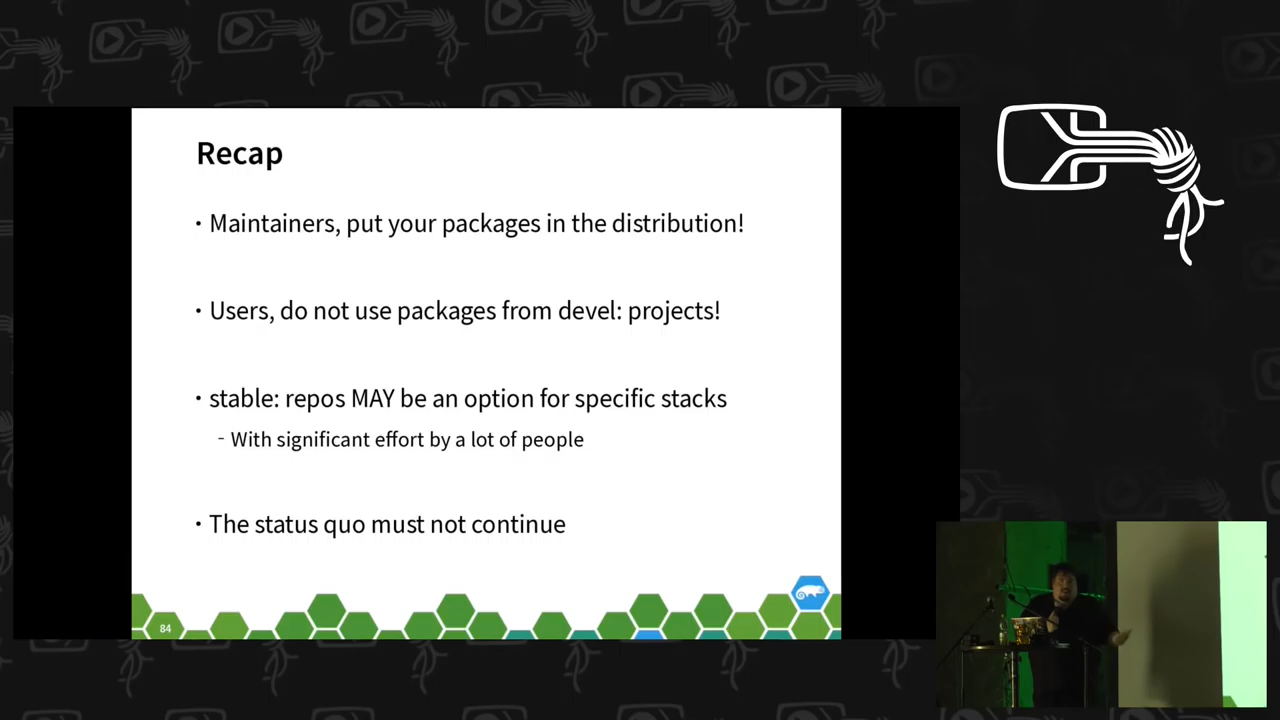 Recap
• Maintainers, put your packages in the distribution!
• Users, do not use packages from devel: projects!
• stable: repos MAY be an option for specific stacks
- With significant effort by a lot of people
• The status quo must not continue
84